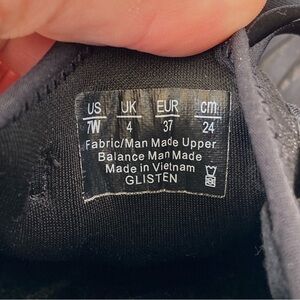 US UK EUR cm
7W 4 37 24
Fabric/Man Made Upper
Balance Man Made
Made in Vietnam
GLISTEN